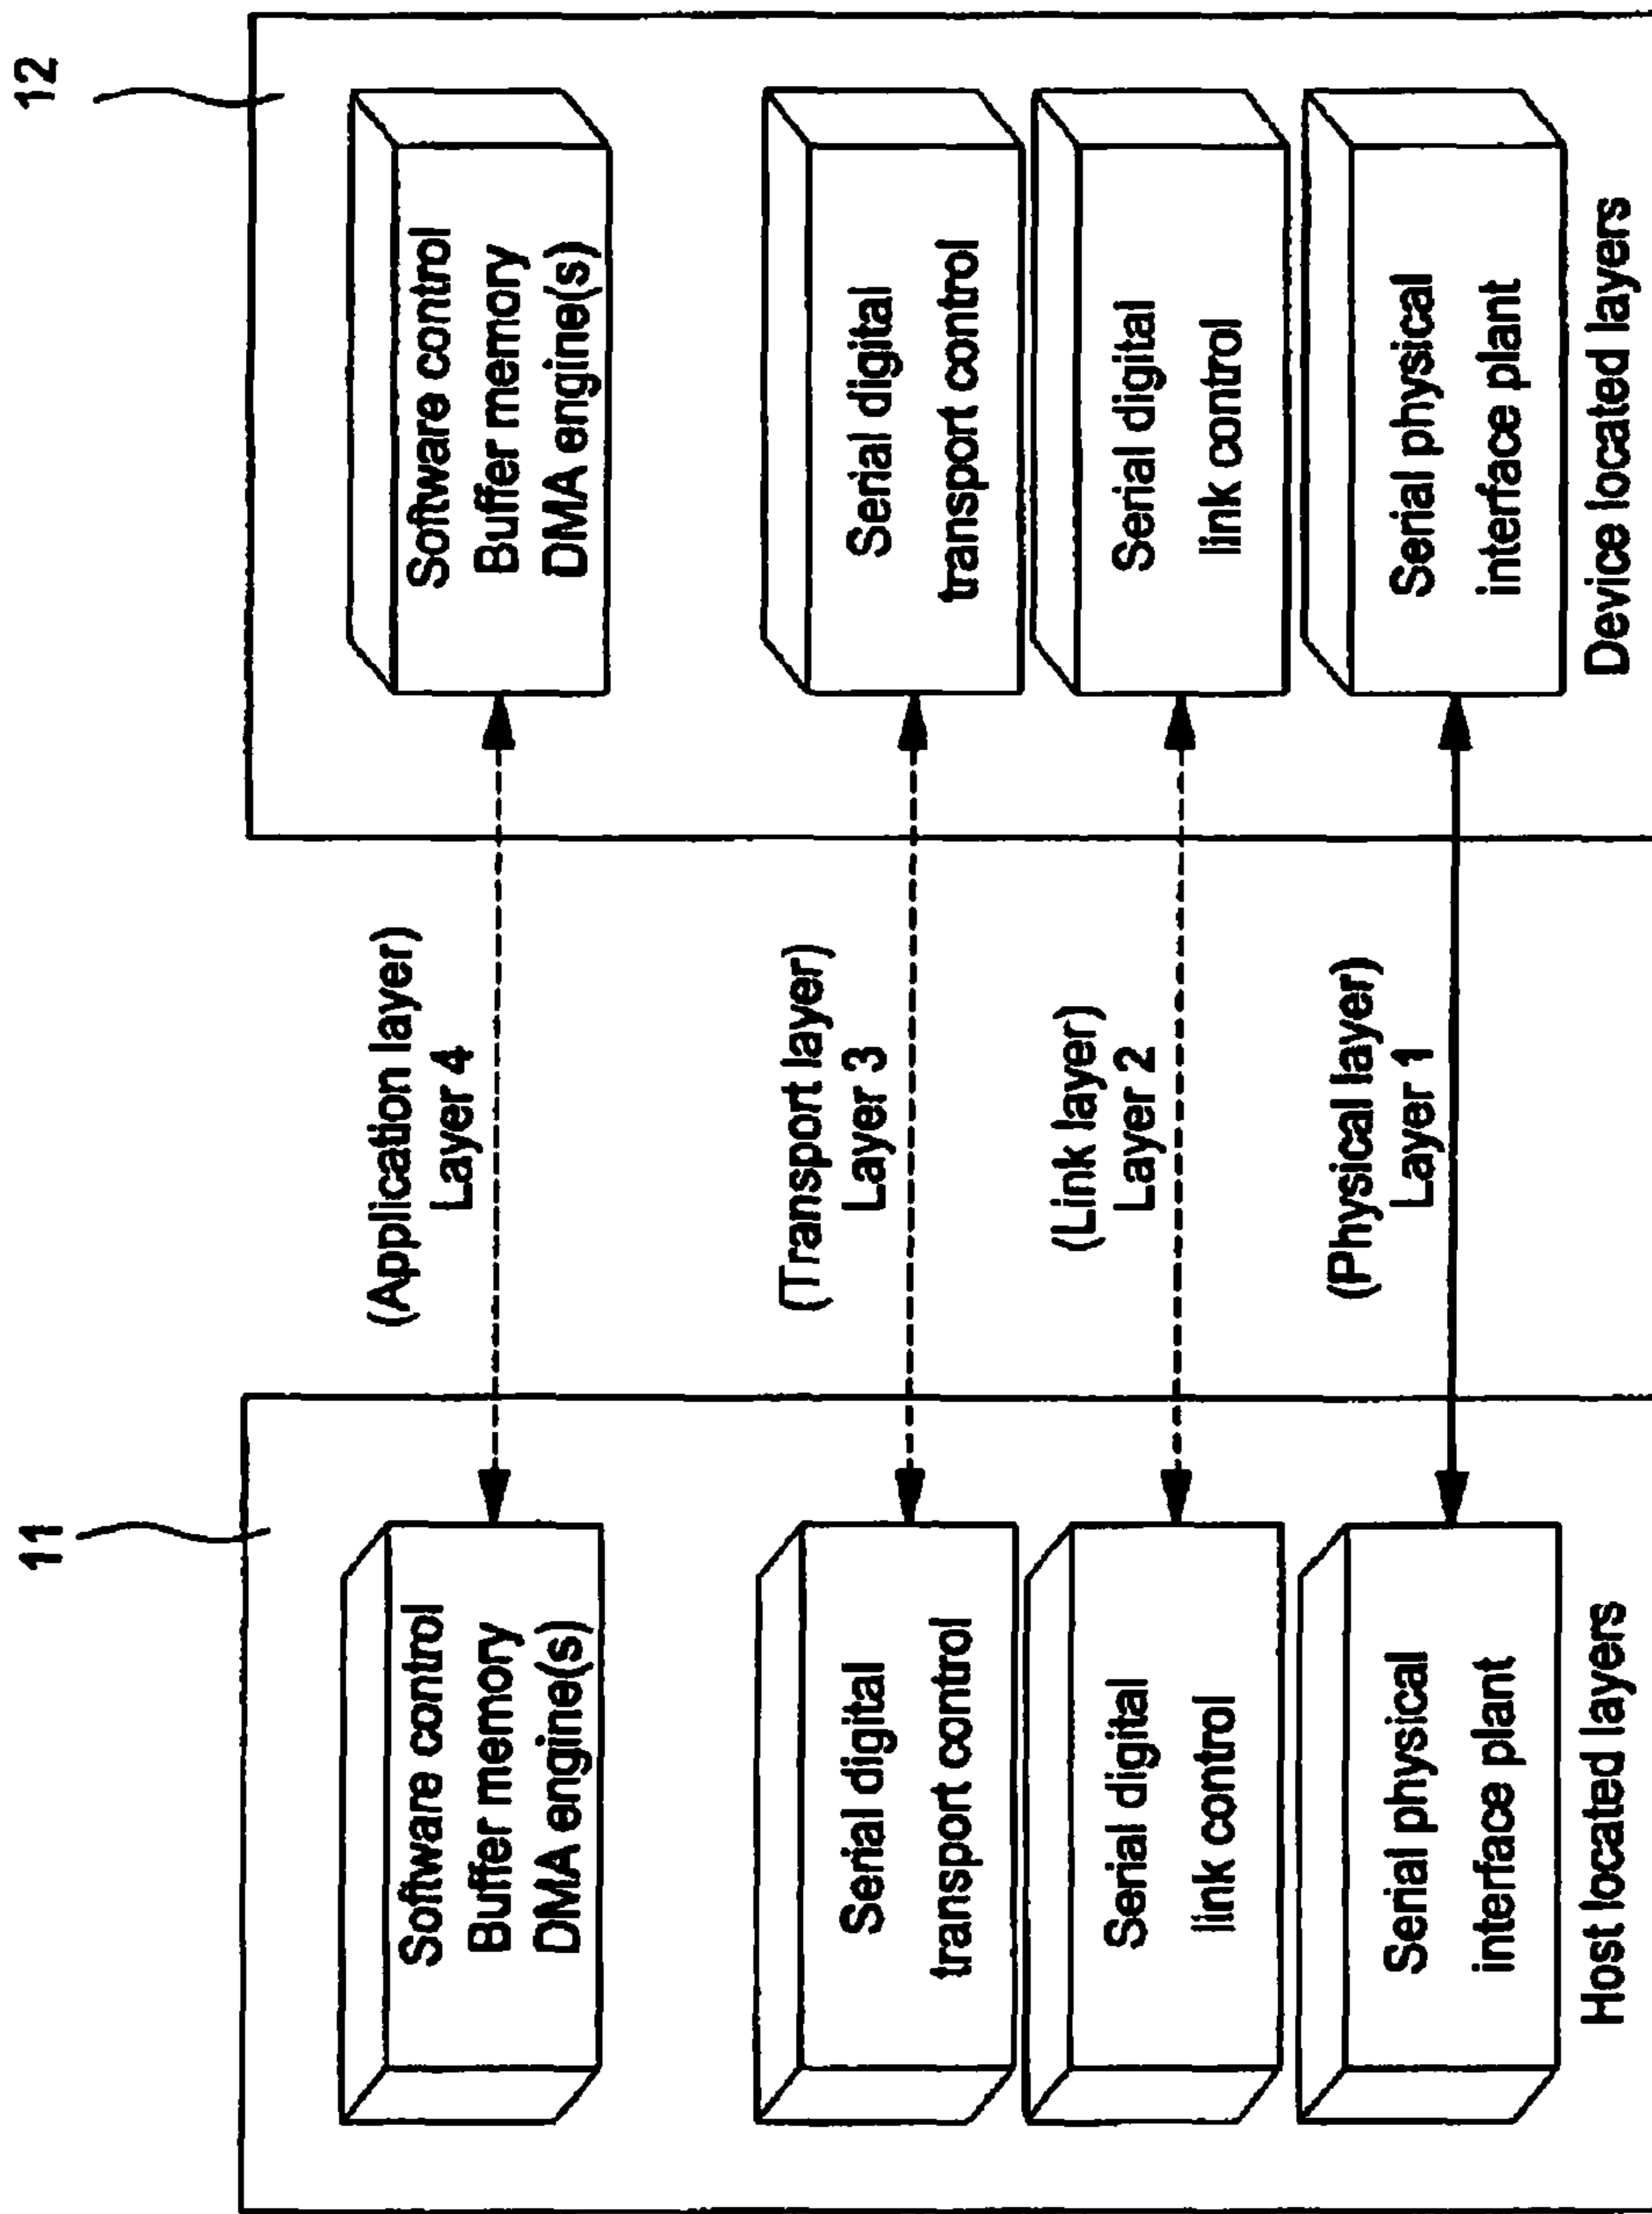 11
12
Software control
Buffer memory
DMA engine(s)
(Application layer)
Layer 4
Software control
Buffer memory
DMA engine(s)
Serial digital
transport control
(Transport layer)
Layer 3
Serial digital
transport control
Serial digital
link control
(Link layer)
Layer 2
Serial digital
link control
Serial physical
interface plant
(Physical layer)
Layer 1
Serial physical
interface plant
Host located layers
Device located layers